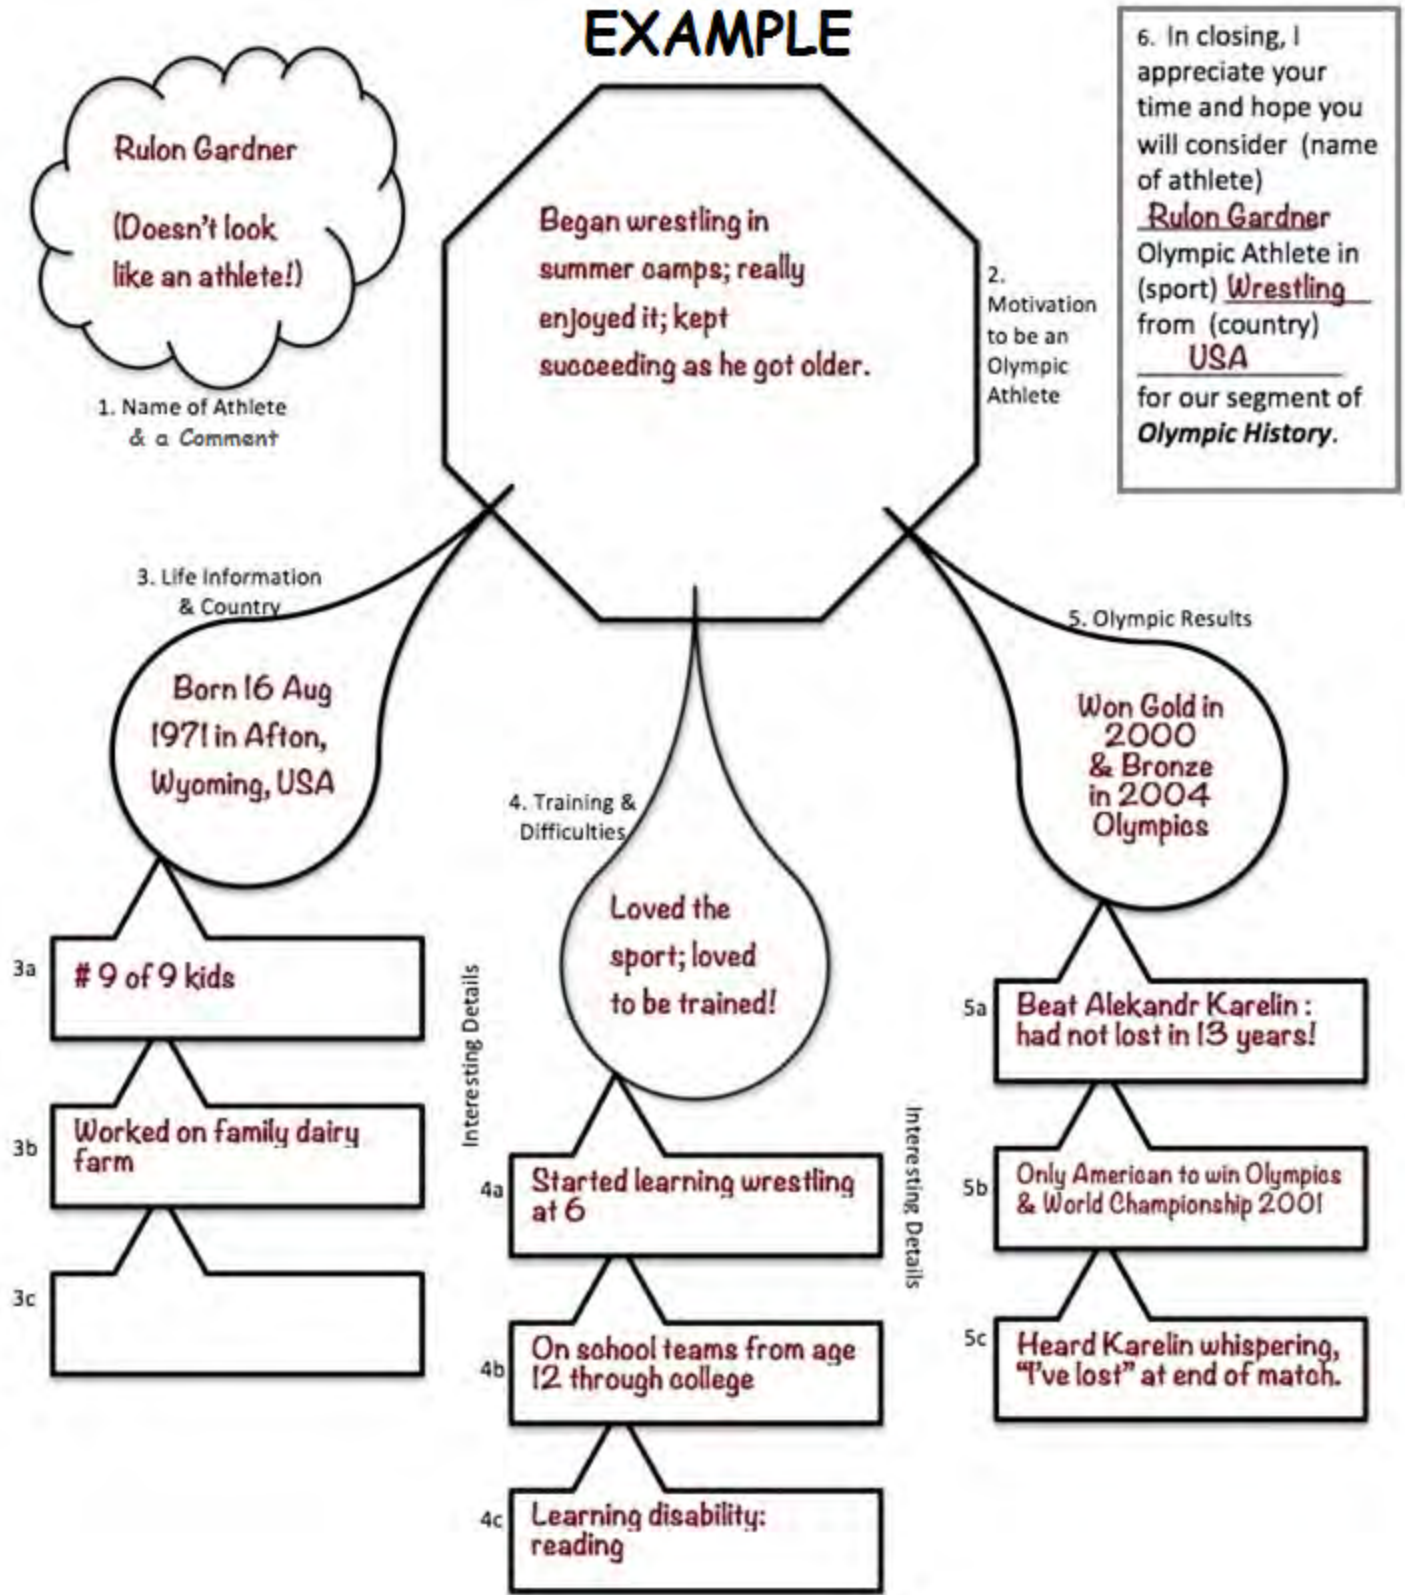 EXAMPLE
Rulon Gardner
(Doesn't look
like an athlete!)
1. Name of Athlete
& a Comment
Began wrestling in
summer camps; really
enjoyed it; kept
succeeding as he got older.
2.
Motivation
to be an
Olympic
Athlete
6. In closing, I
appreciate your
time and hope you
will consider (name
of athlete)
Rulon Gardner
Olympic Athlete in
(sport) Wrestling
from (country)
USA
for our segment of
Olympic History.
3. Life Information
& Country
Born 16 Aug
1971 in Afton,
Wyoming, USA
3a
# 9 of 9 kids
3b
Worked on family dairy
farm
3c
Interesting Details
4. Training &
Difficulties
Loved the
sport; loved
to be trained!
4a
Started learning wrestling
at 6
4b
On school teams from age
12 through college
4c
Learning disability:
reading
Interesting Details
5. Olympic Results
Won Gold in
2000
& Bronze
in 2004
Olympics
5a
Beat Alekandr Karelin :
had not lost in 13 years!
5b
Only American to win Olympics
& World Championship 2001
5c
Heard Karelin whispering,
"I've lost" at end of match.